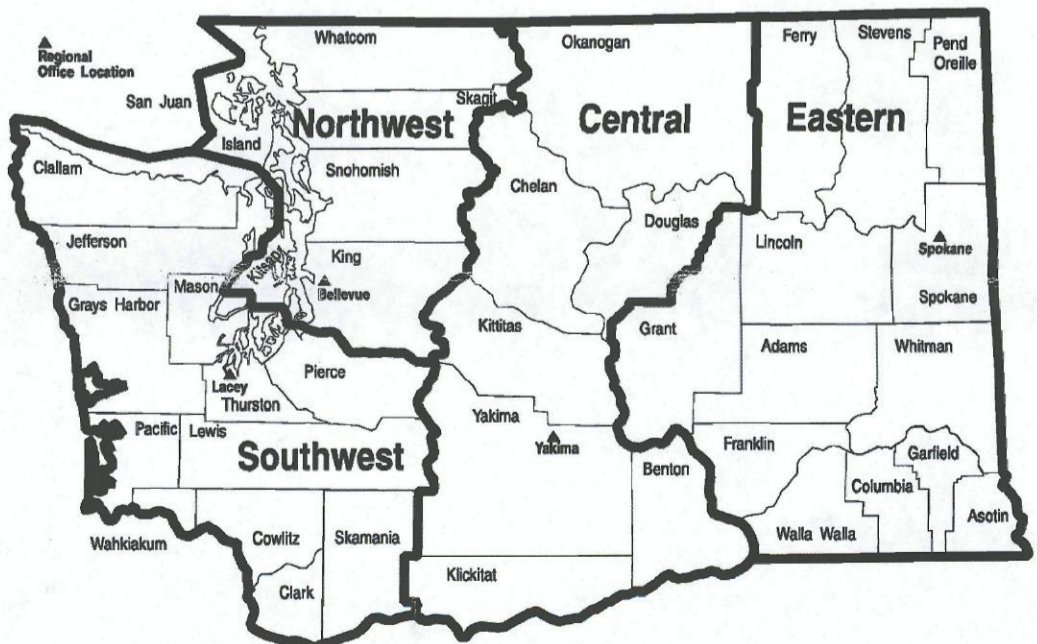 Regional
Office Location
Whatcom
Okanogan
Ferry
Stevens
Pend
Oreille
San Juan
Skagit
Island
Northwest
Central
Eastern
Clallam
Snohomish
Chelan
Douglas
Jefferson
King
Lincoln
Spokane
Kitsap
Mason
Bellevue
Spokane
Grays Harbor
Kittitas
Grant
Adams
Whitman
Pierce
Lacey
Thurston
Yakima
Yakima
Pacific
Lewis
Franklin
Garfield
Southwest
Benton
Columbia
Asotin
Wahkiakum
Cowlitz
Skamania
Walla Walla
Klickitat
Clark